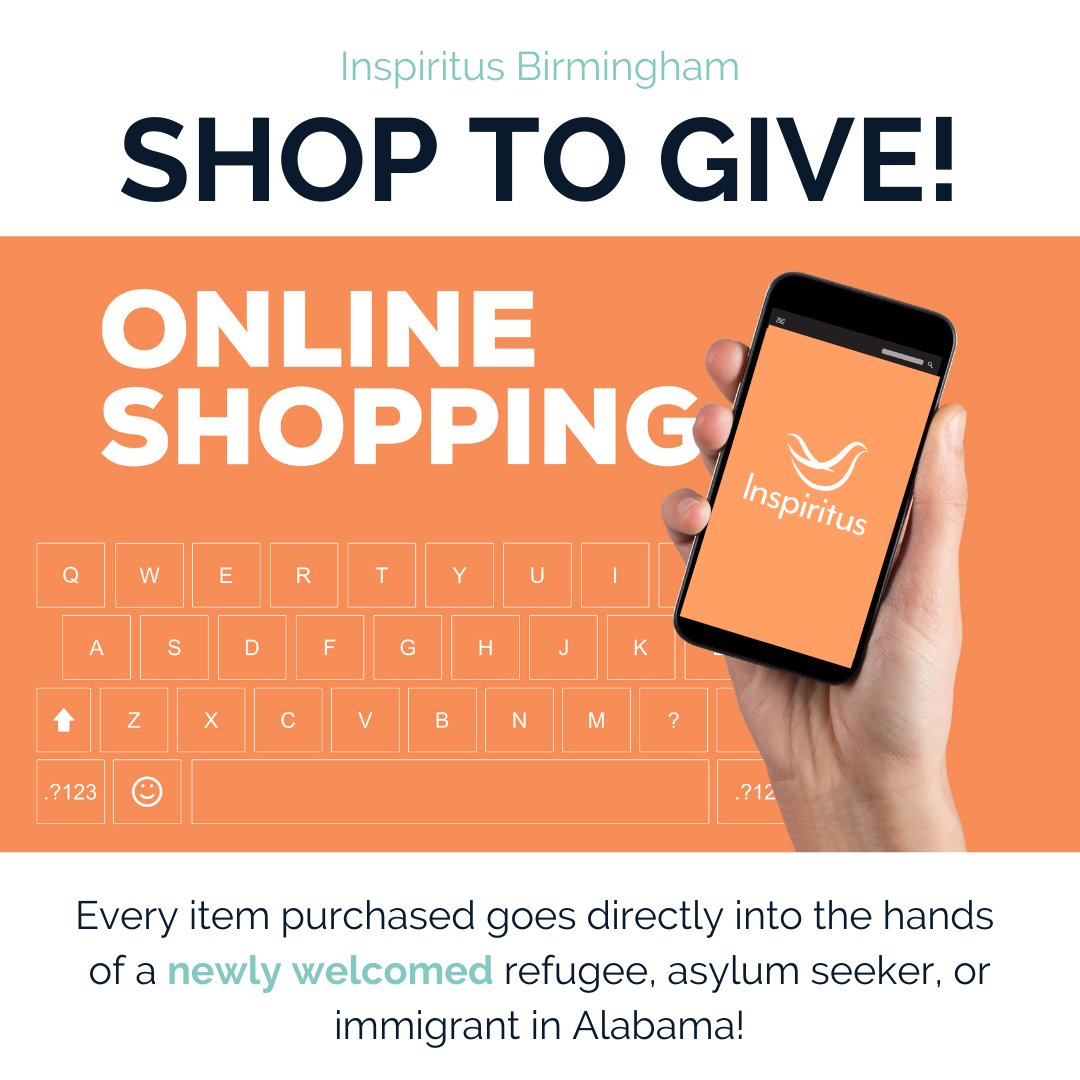 Inspiritus Birmingham
SHOP TO GIVE!
ONLINE
SHOPPING
Inspiritus
Q W E R T Y U I
A S D F G H J K
Z X C V B N M ?
.?123
.?12
Every item purchased goes directly into the hands
of a newly welcomed refugee, asylum seeker, or
immigrant in Alabama!